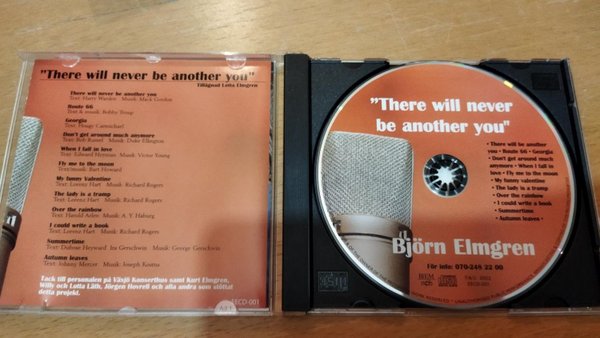 "There will never be another you"
Tillägnad Lotta Elmgren
There will never be another you
Text: Harry Warren Musik: Mack Gordon
Route 66
Text & musik: Bobby Troup
Georgia
Text: Hoagy Carmichael
Don't get around much anymore
Text: Bob Russel Musik: Duke Ellington
When I fall in love
Text: Edward Heyman Musik: Victor Young
Fly me to the moon
Text/musik: Bart Howard
My funny valentine
Text: Lorenz Hart Musik: Richard Rogers
The lady is a tramp
Text: Lorenz Hart Musik: Richard Rogers
Over the rainbow
Text: Harold Arlen Musik: A. Y. Haburg
I could write a book
Text: Lorenz Hart Musik: Richard Rogers
Summertime
Text: Dubose Heyward Ira Gerschwin Musik: George Gerschwin
Autumn leaves
Text: Johnny Mercer Musik: Joseph Kosma
Tack till personalen på Växjö Konserthus samt Kurt Elmgren,
Willy och Lotta Läth, Jörgen Hovrell och alla andra som stöttat
detta projekt.
EECD-001
"There will never
be another you"
• There will be another
you • Route 66 • Georgia
• Don't get around much
anymore • When I fall in
love • Fly me to the moon
• My funny valentine
• The lady is a tramp
• Over the rainbow
• I could write a book
• Summertime
• Autumn leaves •
Björn Elmgren
För info: 070-248 22 00
BIEM
ncb
EECD-001